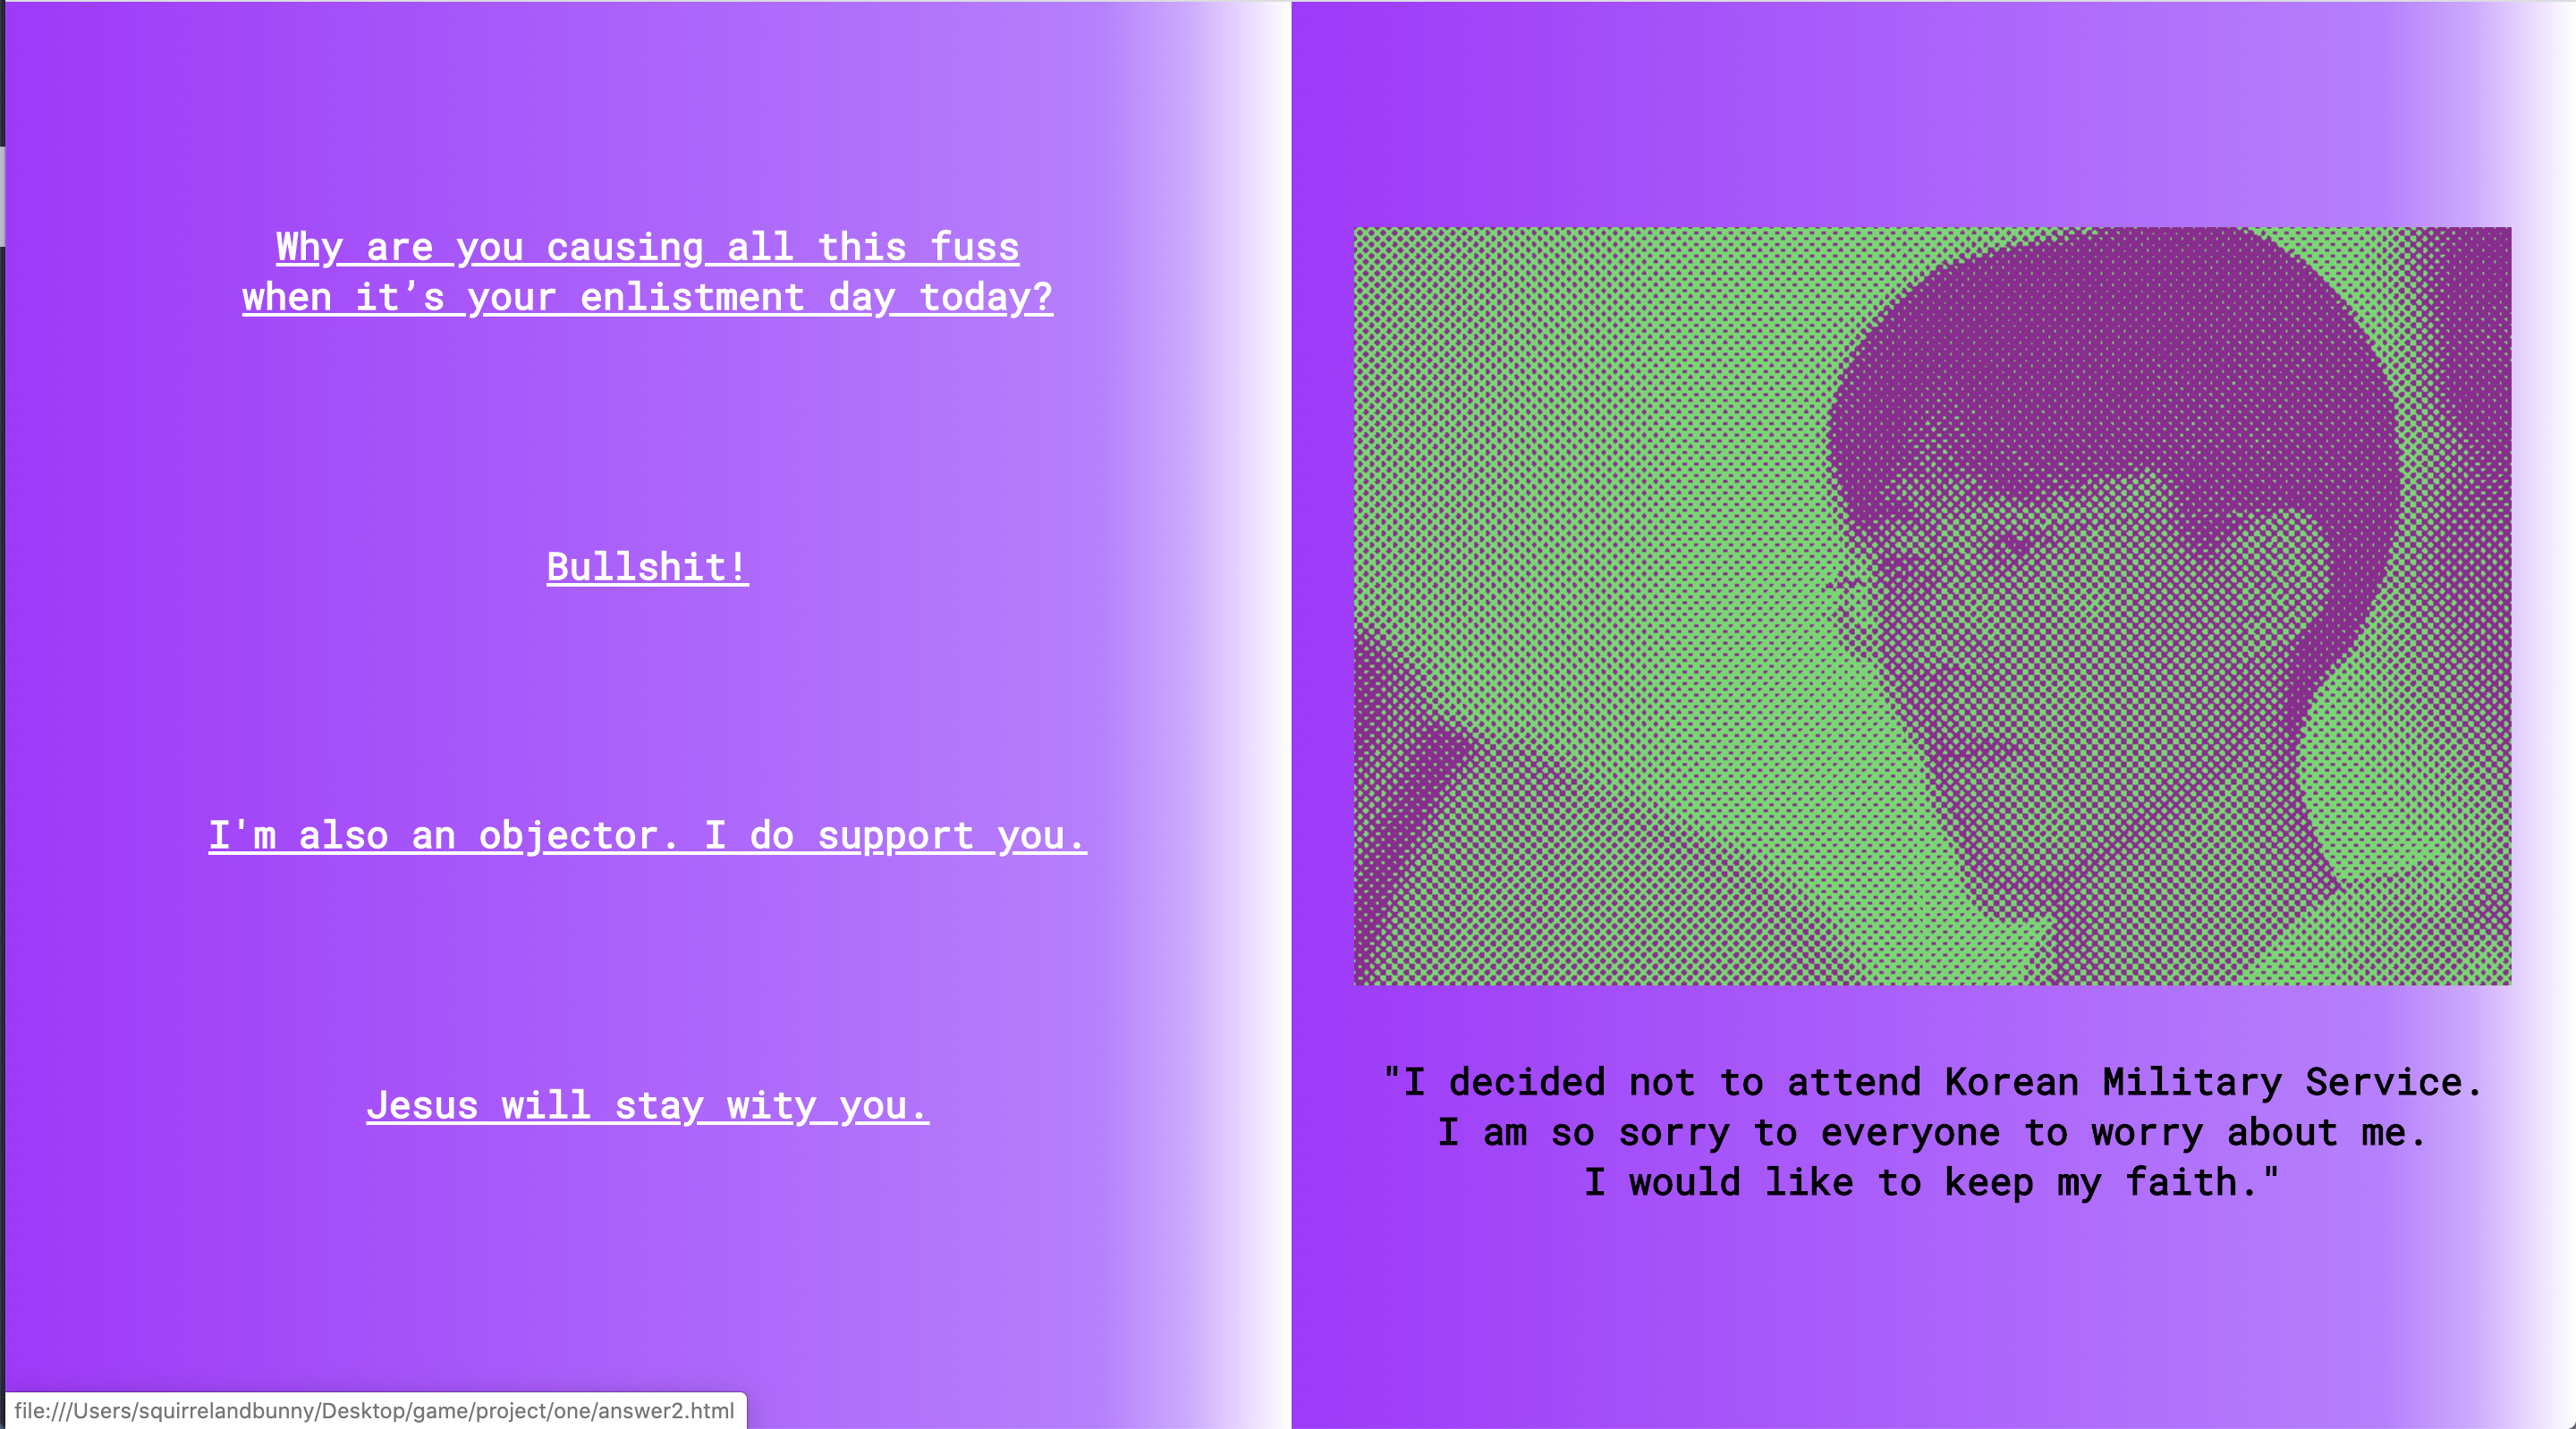 Why are you causing all this fuss
when it’s your enlistment day today?
Bullshit!
I'm also an objector. I do support you.
Jesus will stay wity you.
"I decided not to attend Korean Military Service.
I am so sorry to everyone to worry about me.
I would like to keep my faith."
file:///Users/squirrelandbunny/Desktop/game/project/one/answer2.html